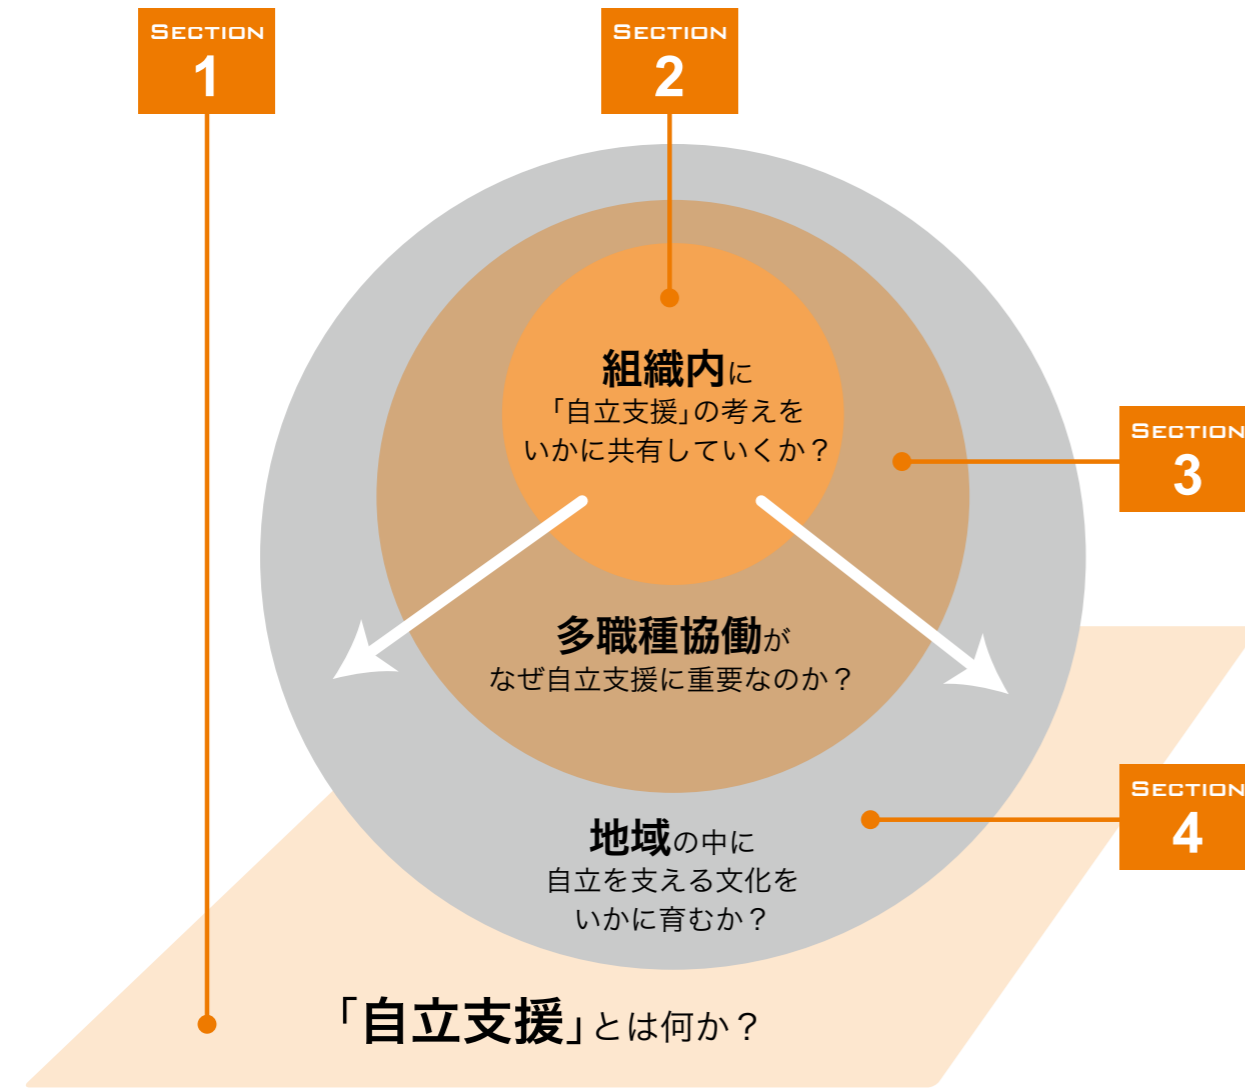 SECTION
1
SECTION
2
組織内に
「自立支援」の考えを
いかに共有していくか？
SECTION
3
多職種協働が
なぜ自立支援に重要なのか？
SECTION
4
地域の中に
自立を支える文化を
いかに育むか？
「自立支援」とは何か？